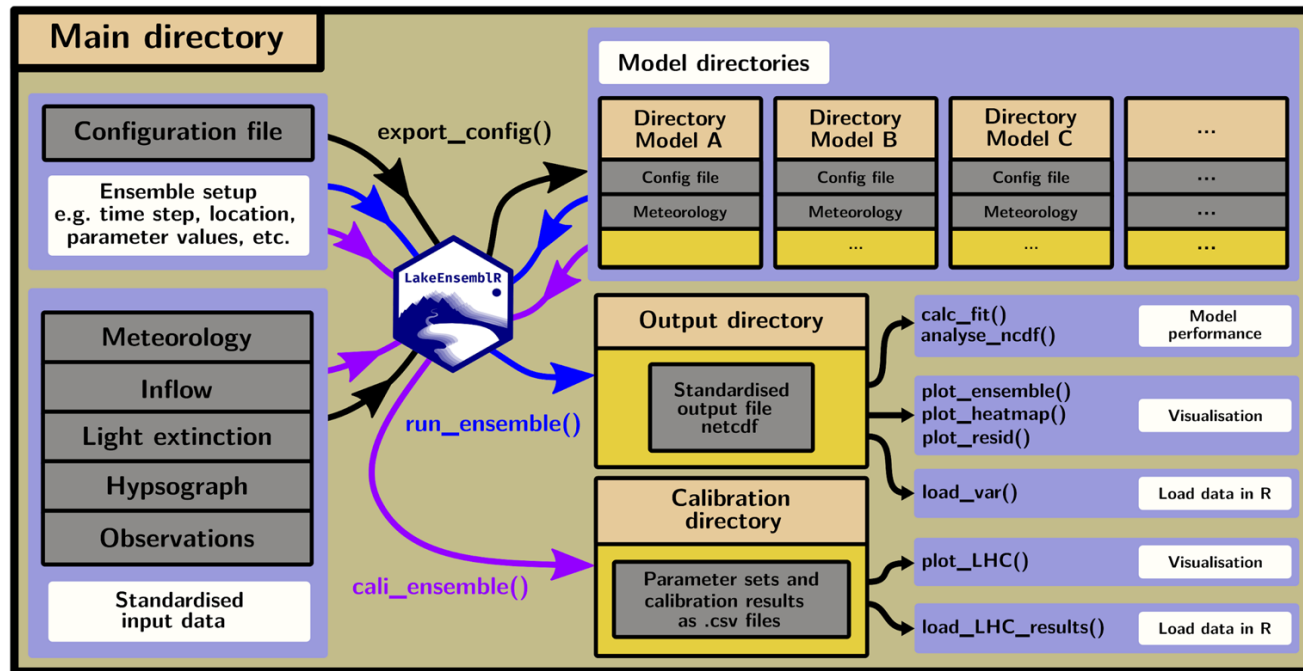 Main directory
Configuration file
Ensemble setup
e.g. time step, location,
parameter values, etc.
Meteorology
Inflow
Light extinction
Hypsograph
Observations
Standardised
input data
export_config()
LakeEnsemblR
run_ensemble()
cali_ensemble()
Model directories
Directory
Model A
Config file
Meteorology
Directory
Model B
Config file
Meteorology
...
Directory
Model C
Config file
Meteorology
...
...
...
...
...
Output directory
Standardised
output file
netcdf
calc_fit()
analyse_ncdf()
Model
performance
plot_ensemble()
plot_heatmap()
plot_resid()
Visualisation
load_var()
Load data in R
Calibration
directory
Parameter sets and
calibration results
as .csv files
plot_LHC()
Visualisation
load_LHC_results()
Load data in R